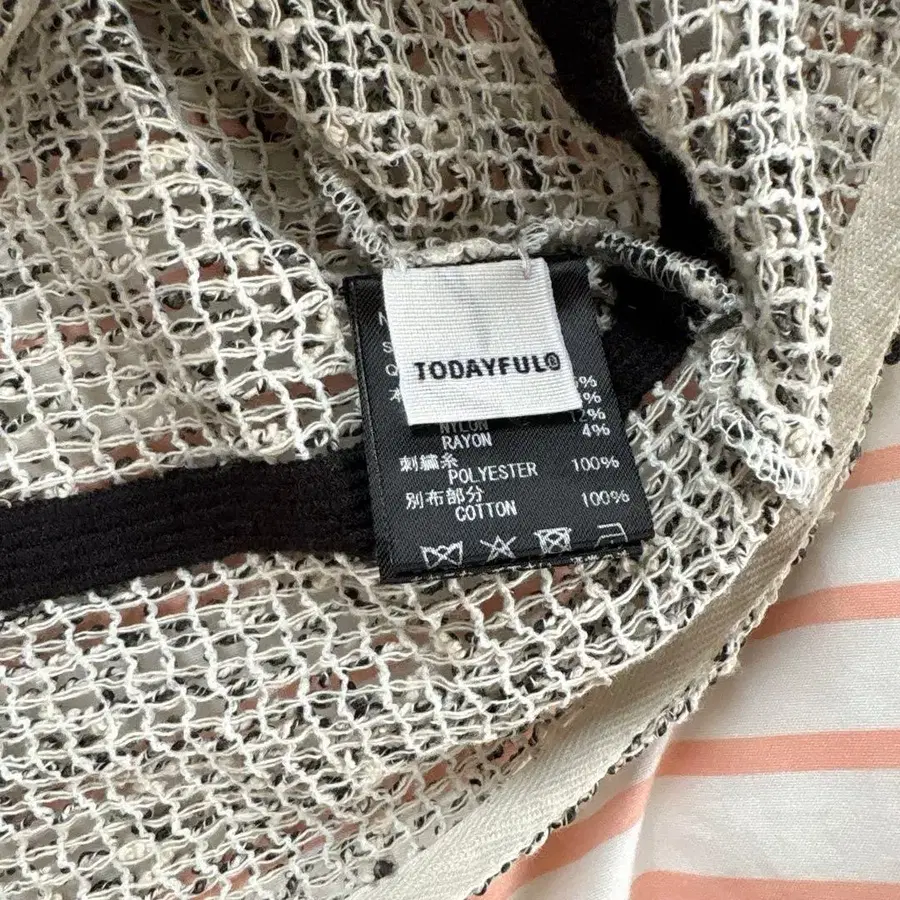 TODAYFUL®
%
%
12%
NYLON
RAYON 4%
刺繍糸
POLYESTER 100%
別布部分
COTTON 100%